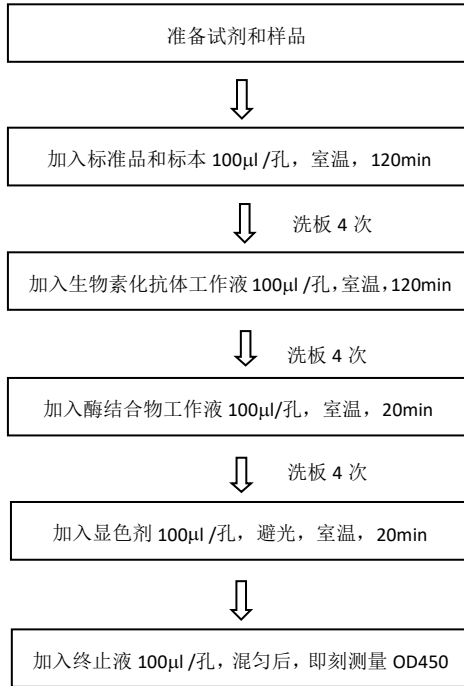 准备试剂和样品
加入标准品和标本 100μl /孔，室温，120min
洗板 4 次
加入生物素化抗体工作液 100μl /孔，室温，120min
洗板 4 次
加入酶结合物工作液 100μl/孔，室温，20min
洗板 4 次
加入显色剂 100μl /孔，避光，室温，20min
加入终止液 100μl /孔，混匀后，即刻测量 OD450